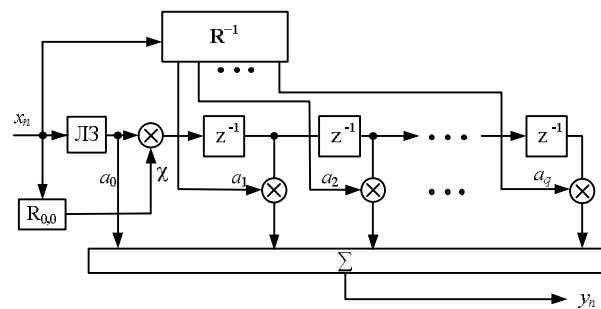 R⁻¹
• • •
xₙ
ЛЗ
z⁻¹
z⁻¹
• • •
z⁻¹
a₀
χ
a₁
a₂
• • •
a_q
R₀,₀
Σ
yₙ